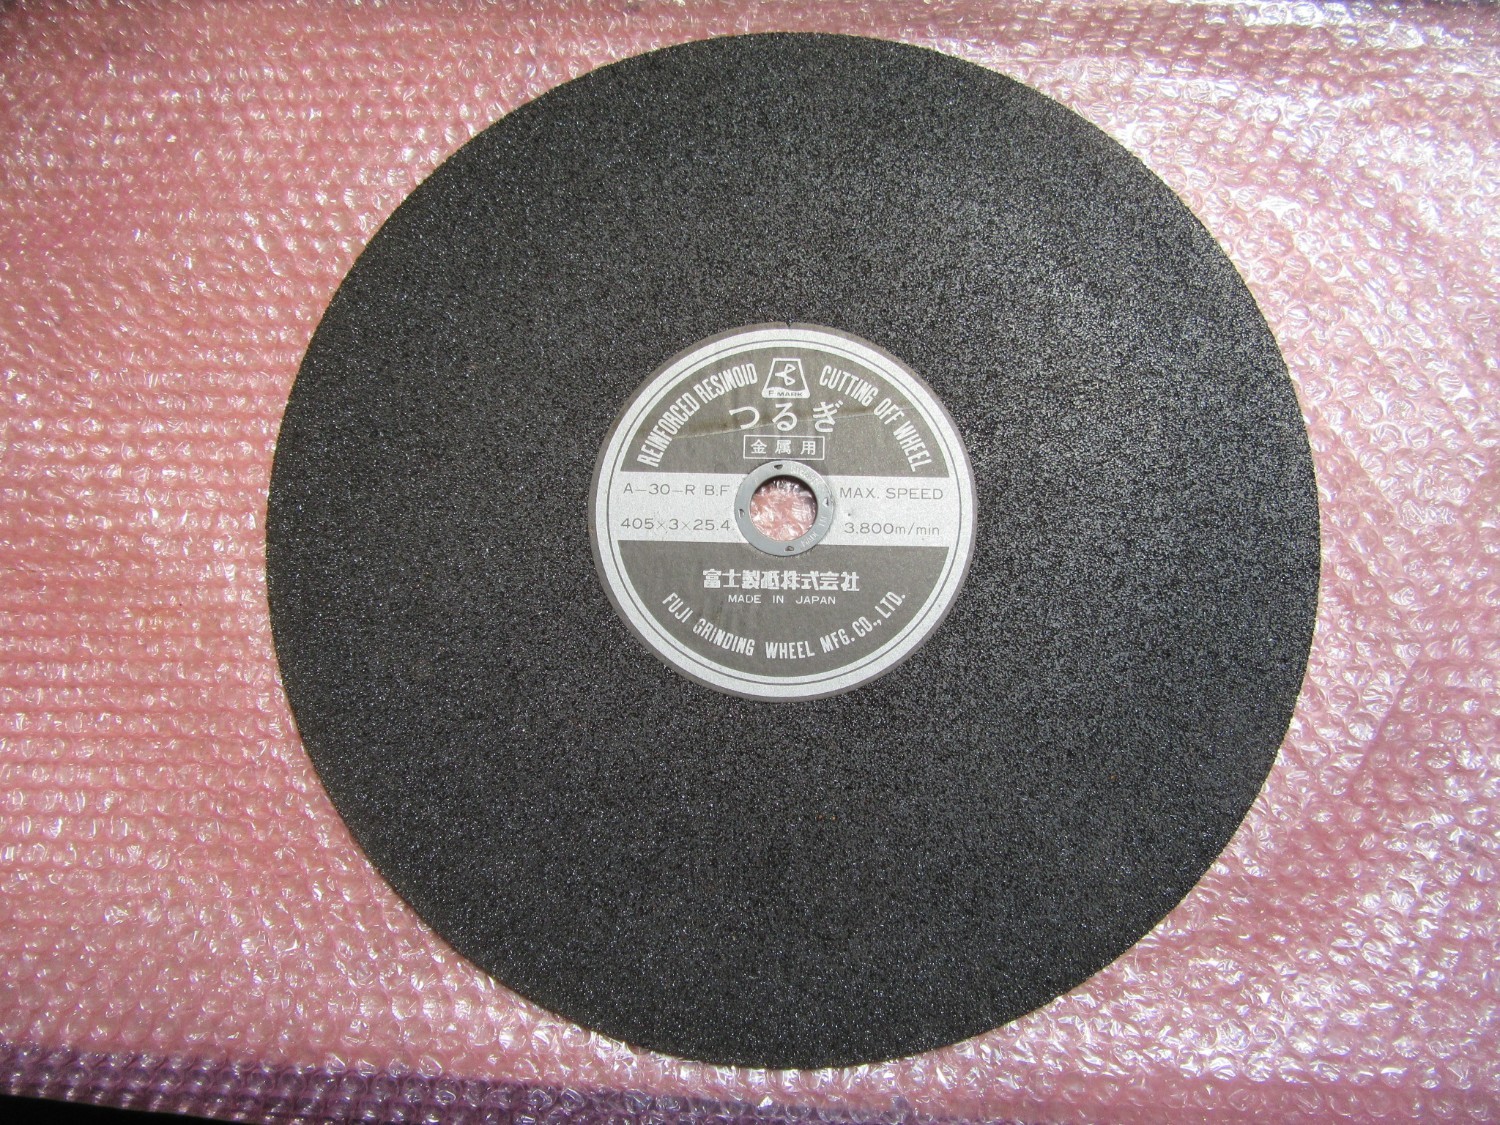 REINFORCED RESINOID CUTTING OFF WHEEL
F-MARK
つるぎ
金属用
A-30-R B.F
405×3×25.4
MAX. SPEED
3,800m/min
富士製砥株式会社
MADE IN JAPAN
FUJI GRINDING WHEEL MFG. CO., LTD.